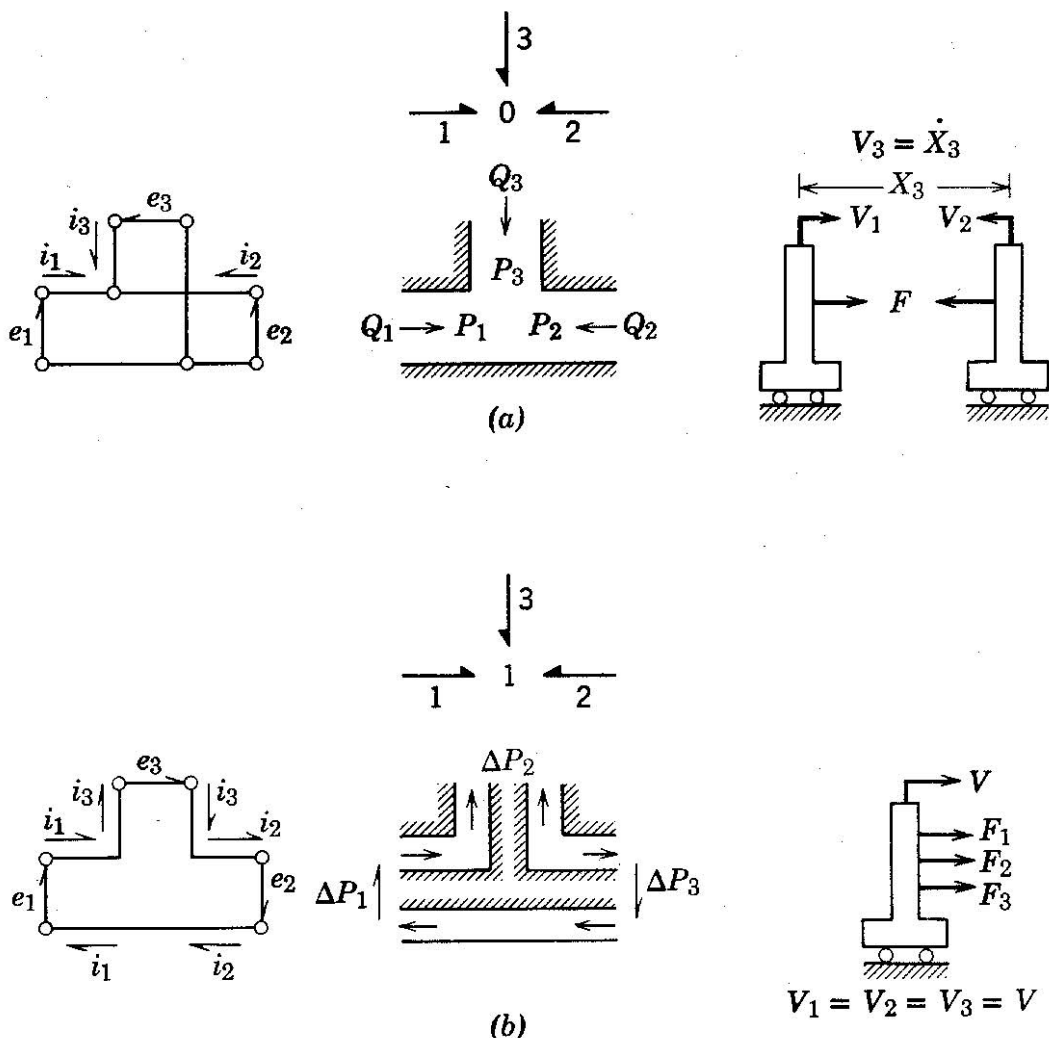 3
0
1 2
V₃ = Ẋ₃
Q₃
X₃
e₃
i₃
V₁ V₂
i₁ i₂
P₃
F
e₁ e₂
Q₁ P₁ P₂ Q₂
(a)
3
1
1 2
e₃
ΔP₂
i₃ i₃
V
i₁ i₂
F₁
F₂
F₃
e₁ e₂
ΔP₁ ΔP₃
i₁ i₂
V₁ = V₂ = V₃ = V
(b)